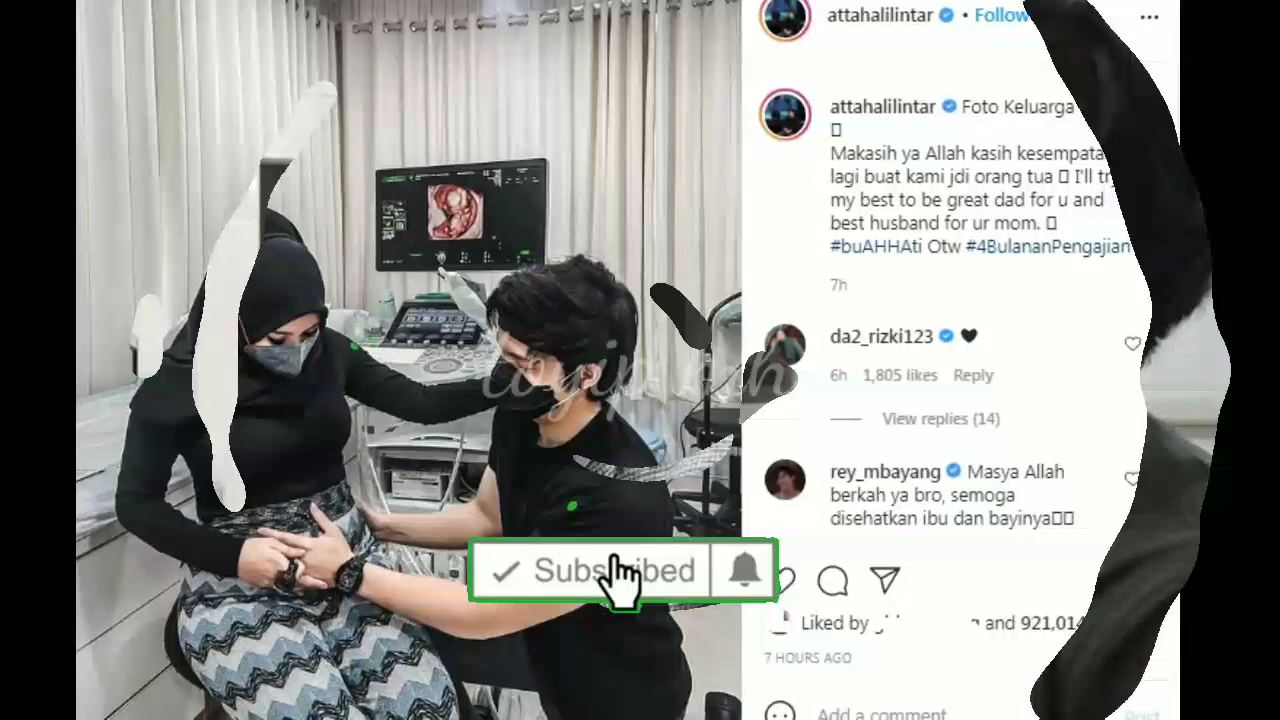 attahalilintar • Follow
attahalilintar Foto Keluarga
Makasih ya Allah kasih
lagi buat kami jdi orang tua I'll
my best to be great dad for u and
best husband for ur mom.
#buAHHAti Otw #4BulananPengajian
7h
da2_rizki123
6h 1,805 likes Reply
View replies (14)
rey_mbayang Masya Allah
berkah ya bro, semoga
disehatkan ibu dan bayinya
Subscribed
Liked by and 921,014
7 HOURS AGO
Add a comment
Post